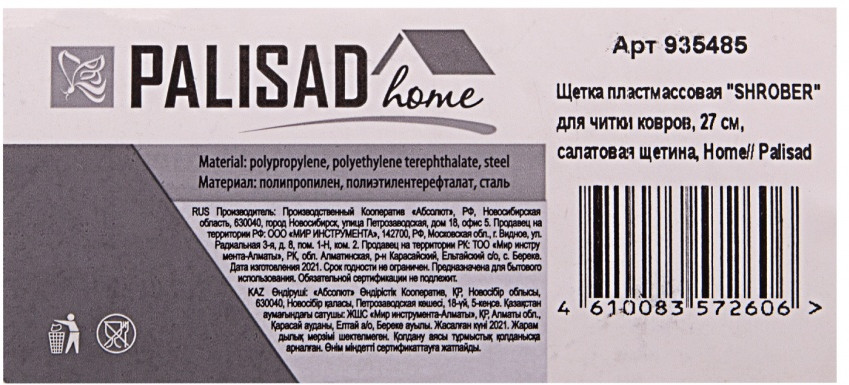 PALISAD
home
Material: polypropylene, polyethylene terephthalate, steel
Материал: полипропилен, полиэтилентерефталат, сталь
RUS Производитель: Производственный Кооператив «Абсолют», РФ, Новосибирская
область, 630040, город Новосибирск, улица Петрозаводская, дом 18, офис 5. Продавец на
территории РФ: ООО «МИР ИНСТРУМЕНТА», 142700, РФ, Московская обл., г. Видное, ул.
Радиальная 3-я, д. 8, пом. 1-Н, ком. 2. Продавец на территории РК: ТОО «Мир инстру
мента-Алматы», РК, обл. Алматинская, р-н Карасайский, Ельтайский с/о, с. Береке.
Дата изготовления 2021. Срок годности не ограничен. Предназначена для бытового
использования. Обязательной сертификации не подлежит.
KAZ Өндіруші: «Абсолют» Өндірістік Кооператив, ҚР, Новосібір облысы,
630040, Новосібір қаласы, Петрозаводская көшесі, 18-үй, 5-кеңсе. Қазақстан
аумағындағы сатушы: ЖШС «Мир инструмента-Алматы», ҚР, Алматы обл.,
Қарасай ауданы, Елтай а/о, Береке ауылы. Жасалған күні 2021. Жарам
дылық мерзімі шектелмеген. Қолдану аясы тұрмыстық қолданысқа
арналған. Өнім міндетті сертификаттауға жатпайды.
Арт 935485
Щетка пластмассовая "SHROBER"
для читки ковров, 27 см,
салатовая щетина, Home// Palisad
4 610083 572606 >